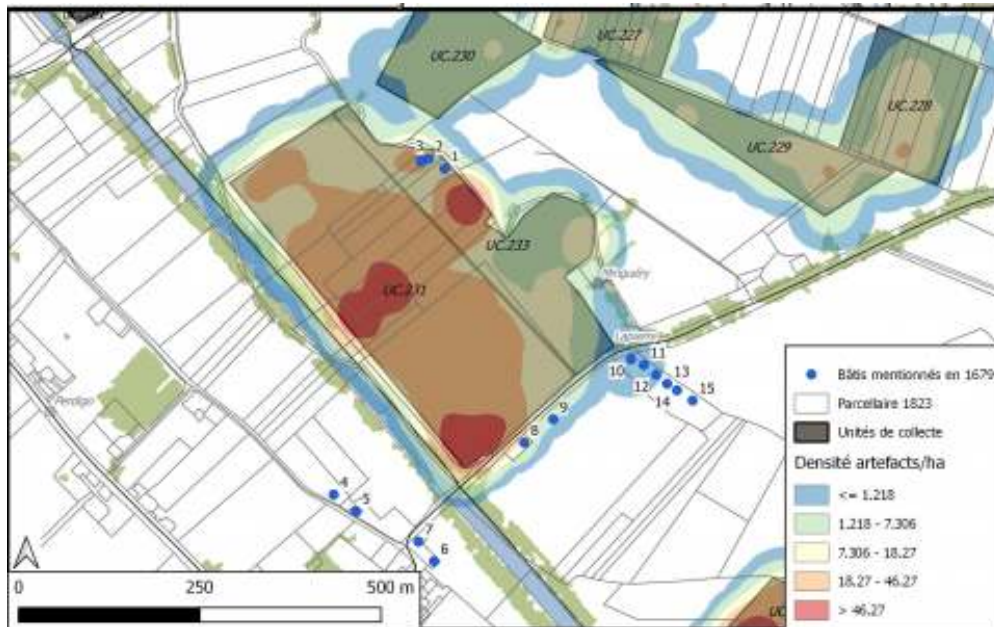 UC.230
UC.227
UC.228
UC.229
3
2
1
UC.233
UC.231
11
10
13
12
15
14
9
8
4
5
7
6
Bâtis mentionnés en 1679
Parcellaire 1823
Unités de collecte
Densité artefacts/ha
<= 1.218
1.218 - 7.306
7.306 - 18.27
18.27 - 46.27
> 46.27
0 250 500 m